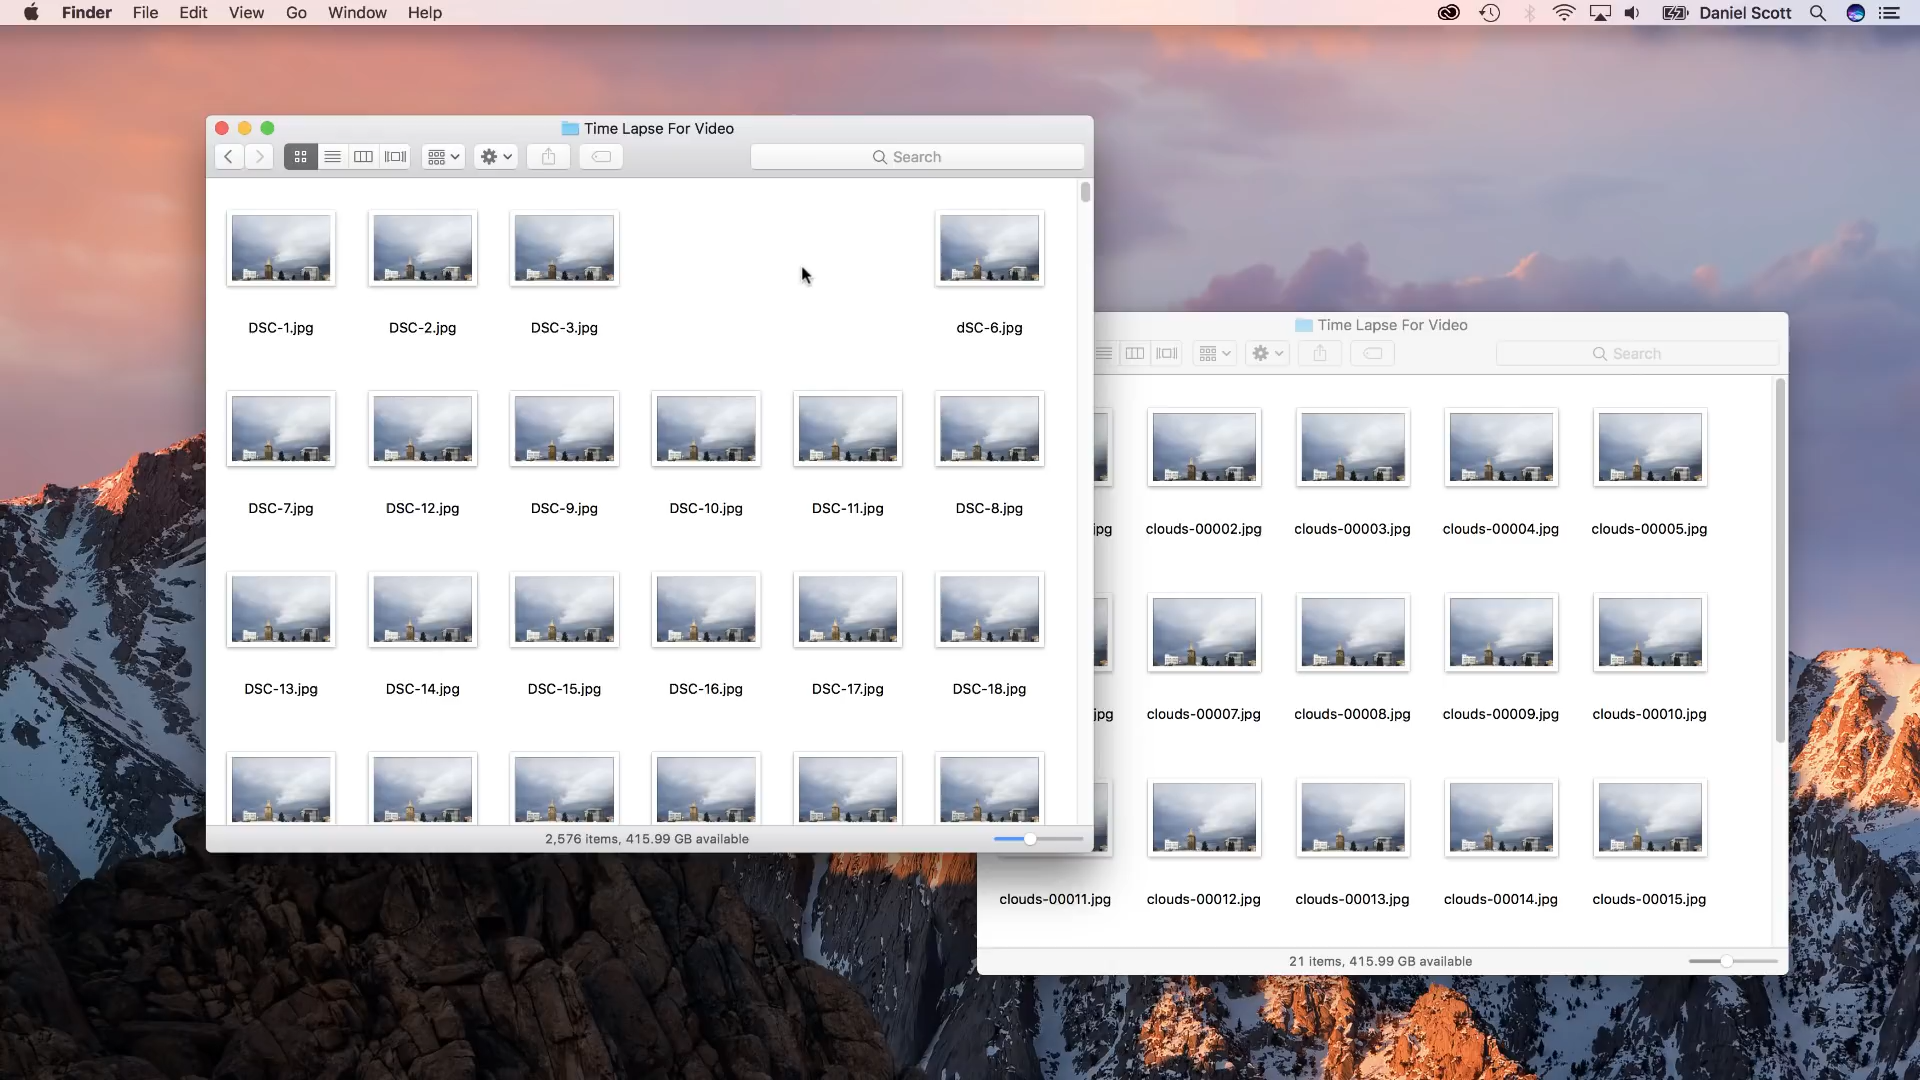 Finder File Edit View Go Window Help Daniel Scott
Time Lapse For Video
Search
DSC-1.jpg DSC-2.jpg DSC-3.jpg dSC-6.jpg
DSC-7.jpg DSC-12.jpg DSC-9.jpg DSC-10.jpg DSC-11.jpg DSC-8.jpg
DSC-13.jpg DSC-14.jpg DSC-15.jpg DSC-16.jpg DSC-17.jpg DSC-18.jpg
2,576 items, 415.99 GB available
Time Lapse For Video
Search
jpg clouds-00002.jpg clouds-00003.jpg clouds-00004.jpg clouds-00005.jpg
jpg clouds-00007.jpg clouds-00008.jpg clouds-00009.jpg clouds-00010.jpg
clouds-00011.jpg clouds-00012.jpg clouds-00013.jpg clouds-00014.jpg clouds-00015.jpg
21 items, 415.99 GB available